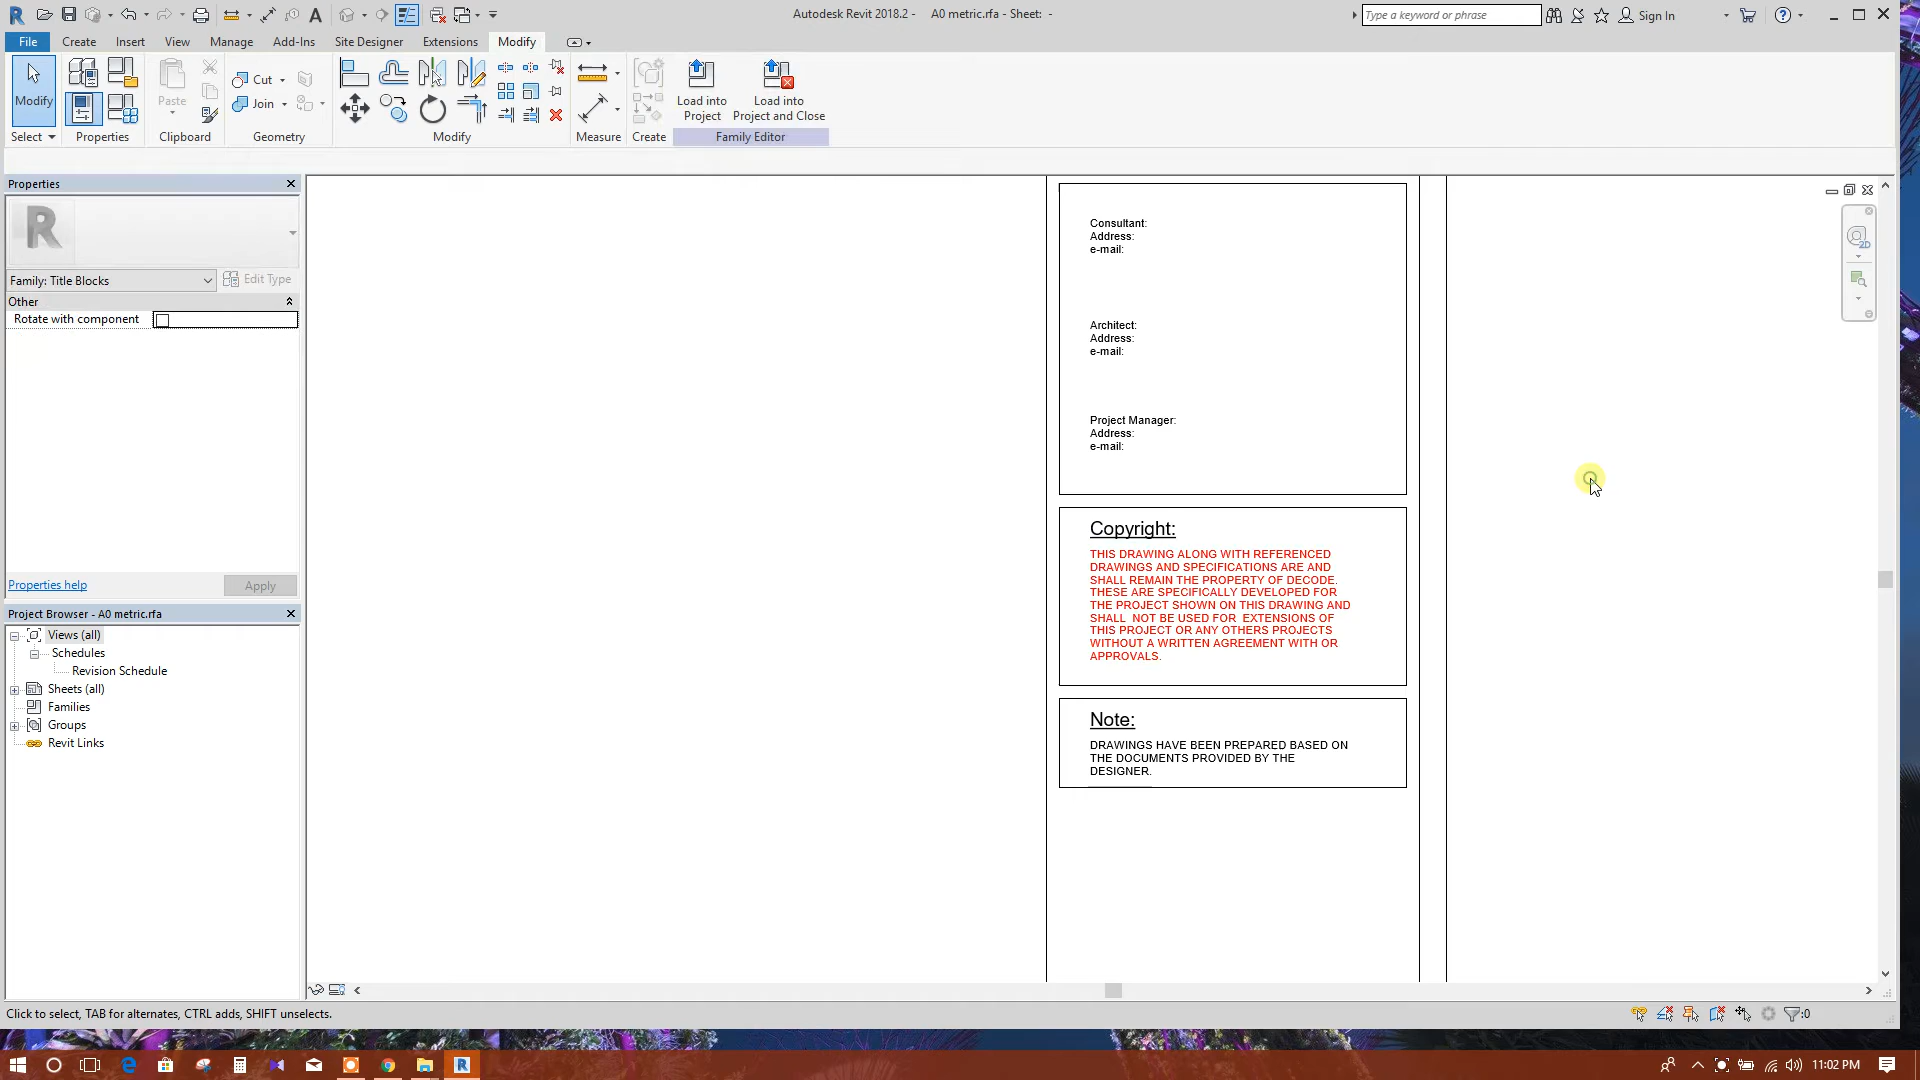 Autodesk Revit 2018.2 -    A0 metric.rfa - Sheet:  -
Type a keyword or phrase
Sign In
File
Create
Insert
View
Manage
Add-Ins
Site Designer
Extensions
Modify
Modify
Paste
Cut
Join
Load into
Project
Load into
Project and Close
Select
Properties
Clipboard
Geometry
Modify
Measure
Create
Family Editor
Properties
R
Family: Title Blocks
Edit Type
Other
Rotate with component
Properties help
Apply
Project Browser - A0 metric.rfa
Views (all)
Schedules
Revision Schedule
Sheets (all)
Families
Groups
Revit Links
Consultant:
Address:
e-mail:
Architect:
Address:
e-mail:
Project Manager:
Address:
e-mail:
Copyright:
THIS DRAWING ALONG WITH REFERENCED
DRAWINGS AND SPECIFICATIONS ARE AND
SHALL REMAIN THE PROPERTY OF DECODE.
THESE ARE SPECIFICALLY DEVELOPED FOR
THE PROJECT SHOWN ON THIS DRAWING AND
SHALL  NOT BE USED FOR  EXTENSIONS OF
THIS PROJECT OR ANY OTHERS PROJECTS
WITHOUT A WRITTEN AGREEMENT WITH OR
APPROVALS.
Note:
DRAWINGS HAVE BEEN PREPARED BASED ON
THE DOCUMENTS PROVIDED BY THE
DESIGNER.
2D
Click to select, TAB for alternates, CTRL adds, SHIFT unselects.
:0
11:02 PM